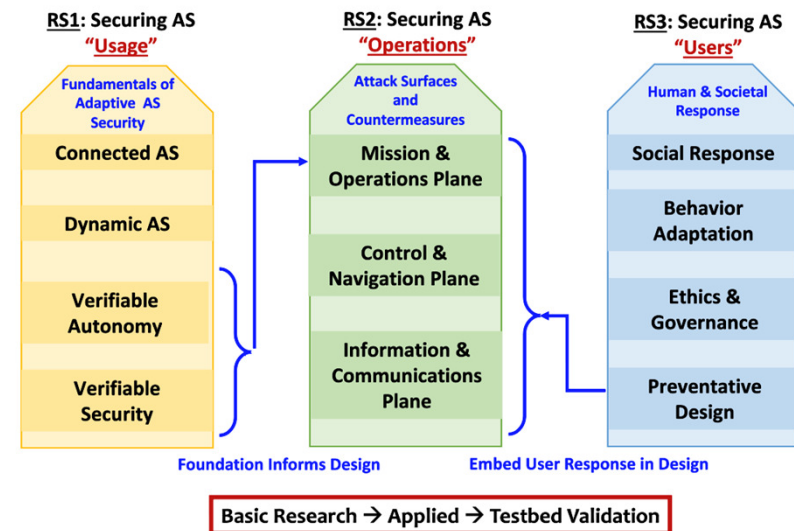 RS1: Securing AS
“Usage”
Fundamentals of
Adaptive AS
Security
Connected AS
Dynamic AS
Verifiable
Autonomy
Verifiable
Security
RS2: Securing AS
“Operations”
Attack Surfaces
and
Countermeasures
Mission &
Operations Plane
Control &
Navigation Plane
Information &
Communications
Plane
RS3: Securing AS
“Users”
Human & Societal
Response
Social Response
Behavior
Adaptation
Ethics &
Governance
Preventative
Design
Foundation Informs Design
Embed User Response in Design
Basic Research → Applied → Testbed Validation